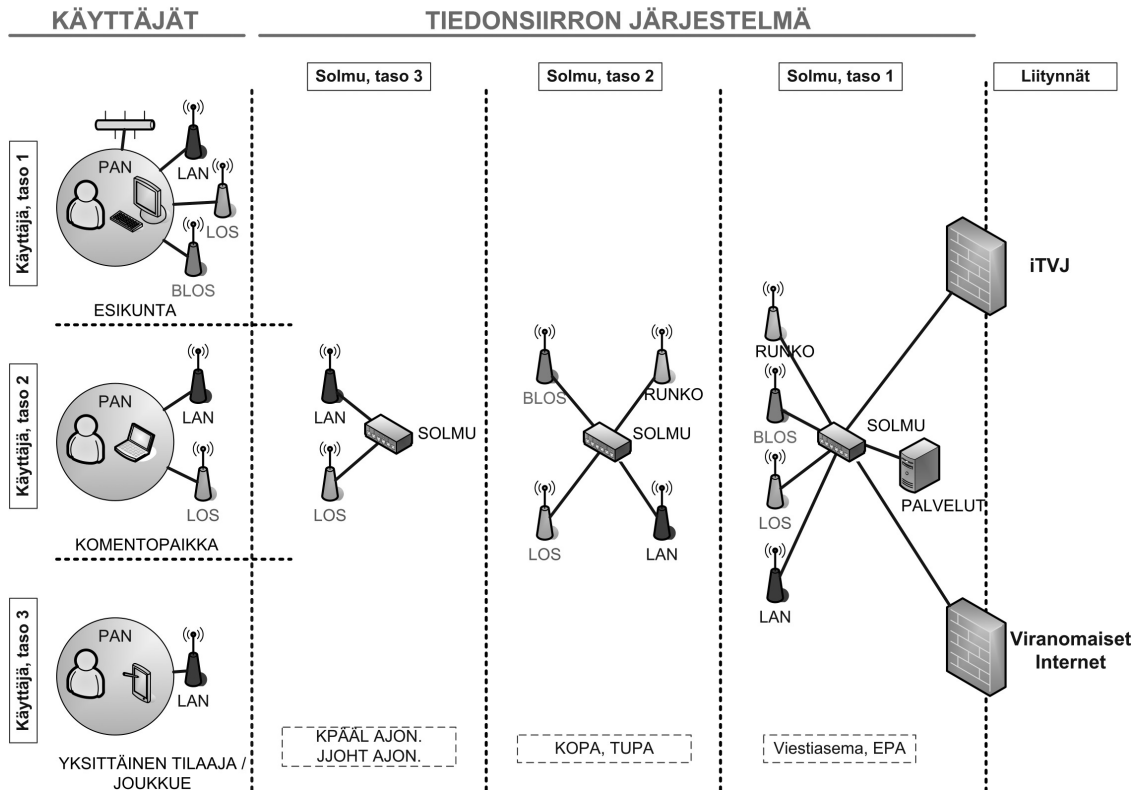 KÄYTTÄJÄT
TIEDONSIIRRON JÄRJESTELMÄ
Solmu, taso 3
Solmu, taso 2
Solmu, taso 1
Liitynnät
Käyttäjä, taso 1
PAN
LAN
LOS
BLOS
ESIKUNTA
Käyttäjä, taso 2
PAN
LAN
LOS
KOMENTOPAIKKA
Käyttäjä, taso 3
PAN
LAN
YKSITTÄINEN TILAAJA /
JOUKKUE
LAN
SOLMU
LOS
KPÄÄL AJON.
JJOHT AJON.
BLOS
RUNKO
SOLMU
LOS
LAN
KOPA, TUPA
RUNKO
BLOS
SOLMU
LOS
PALVELUT
LAN
Viestiasema, EPA
iTVJ
Viranomaiset
Internet